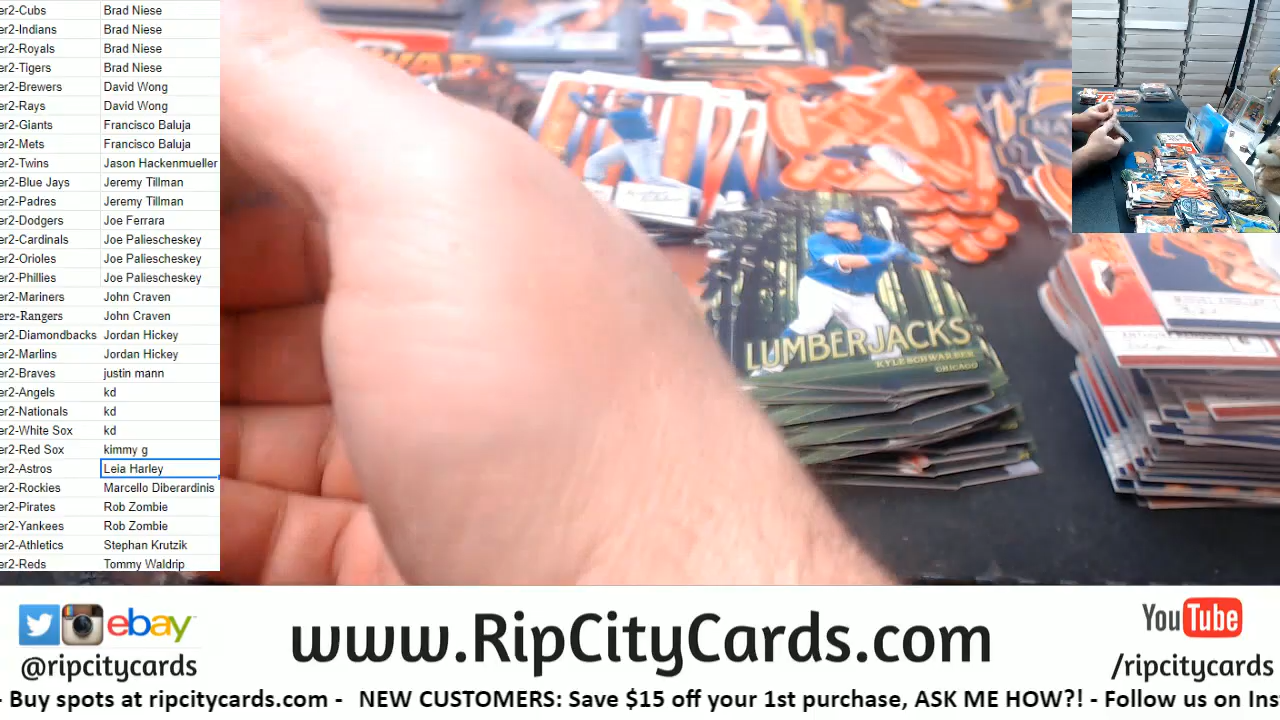 er2-Cubs Brad Niese
er2-Indians Brad Niese
er2-Royals Brad Niese
er2-Tigers Brad Niese
er2-Brewers David Wong
er2-Rays David Wong
er2-Giants Francisco Baluja
er2-Mets Francisco Baluja
er2-Twins Jason Hackenmueller
er2-Blue Jays Jeremy Tillman
er2-Padres Jeremy Tillman
er2-Dodgers Joe Ferrara
er2-Cardinals Joe Paliescheskey
er2-Orioles Joe Paliescheskey
er2-Phillies Joe Paliescheskey
er2-Mariners John Craven
er2-Rangers John Craven
er2-Diamondbacks Jordan Hickey
er2-Marlins Jordan Hickey
er2-Braves justin mann
er2-Angels kd
er2-Nationals kd
er2-White Sox kd
er2-Red Sox kimmy g
er2-Astros Leia Harley
er2-Rockies Marcello Diberardinis
er2-Pirates Rob Zombie
er2-Yankees Rob Zombie
er2-Athletics Stephan Krutzik
er2-Reds Tommy Waldrip
LUMBERJACKS
KYLE SCHWARBER
CHICAGO
ebay
@ripcitycards
www.RipCityCards.com
YouTube
/ripcitycards
- Buy spots at ripcitycards.com - NEW CUSTOMERS: Save $15 off your 1st purchase, ASK ME HOW?! - Follow us on Ins